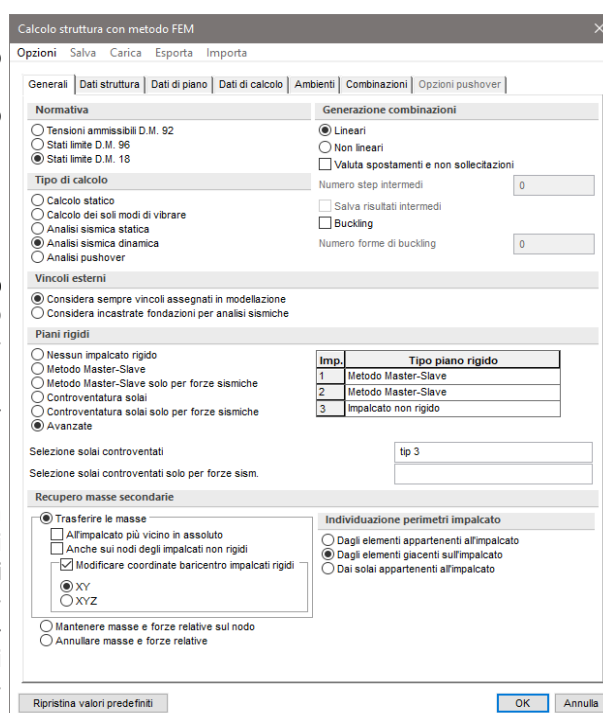 Calcolo struttura con metodo FEM
Opzioni Salva Carica Esporta Importa
Generali Dati struttura Dati di piano Dati di calcolo Ambienti Combinazioni Opzioni pushover
Normativa
Tensioni ammissibili D.M. 92
Stati limite D.M. 96
Stati limite D.M. 18
Tipo di calcolo
Calcolo statico
Calcolo dei soli modi di vibrare
Analisi sismica statica
Analisi sismica dinamica
Analisi pushover
Generazione combinazioni
Lineari
Non lineari
Valuta spostamenti e non sollecitazioni
Numero step intermedi 0
Salva risultati intermedi
Buckling
Numero forme di buckling 0
Vincoli esterni
Considera sempre vincoli assegnati in modellazione
Considera incastrate fondazioni per analisi sismiche
Piani rigidi
Nessun impalcato rigido
Metodo Master-Slave
Metodo Master-Slave solo per forze sismiche
Controventatura solai
Controventatura solai solo per forze sismiche
Avanzate
Imp. Tipo piano rigido
1 Metodo Master-Slave
2 Metodo Master-Slave
3 Impalcato non rigido
Selezione solai controventati tip 3
Selezione solai controventati solo per forze sism.
Recupero masse secondarie
Trasferire le masse
All'impalcato più vicino in assoluto
Anche sui nodi degli impalcati non rigidi
Modificare coordinate baricentro impalcati rigidi
XY
XYZ
Mantenere masse e forze relative sul nodo
Annullare masse e forze relative
Individuazione perimetri impalcato
Dagli elementi appartenenti all'impalcato
Dagli elementi giacenti sull'impalcato
Dai solai appartenenti all'impalcato
Ripristina valori predefiniti OK Annulla